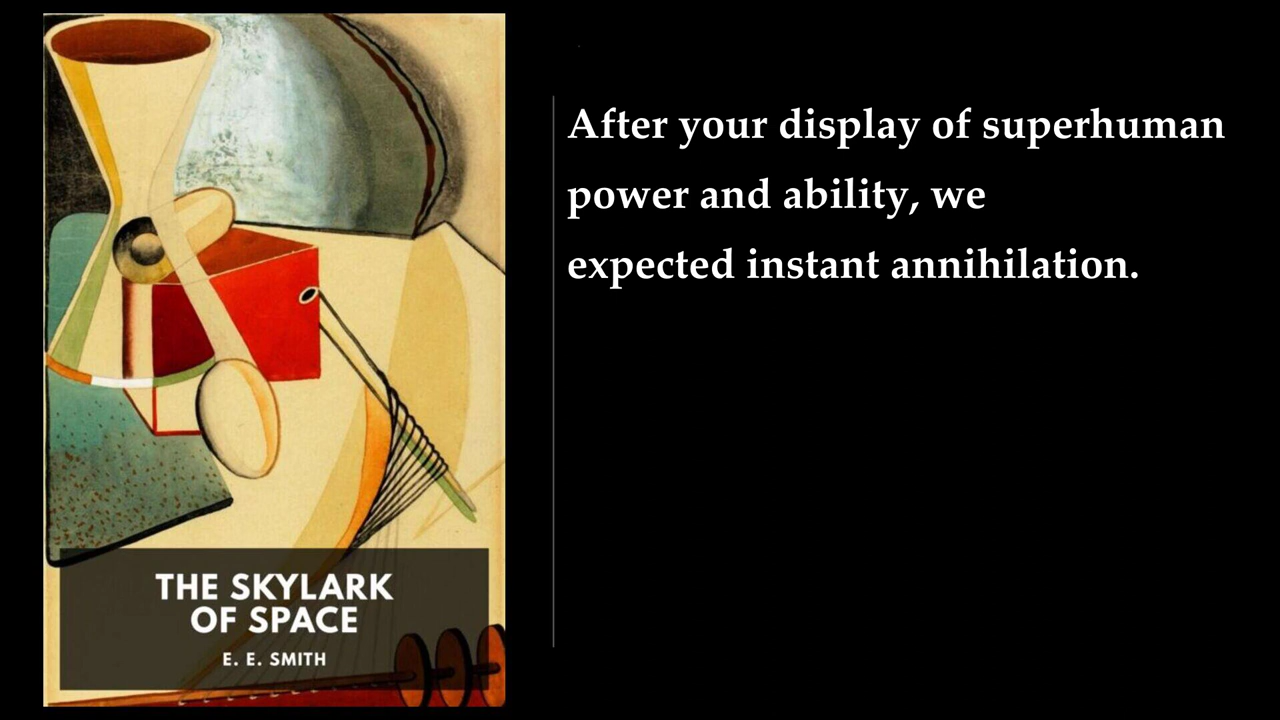 THE SKYLARK
OF SPACE
E. E. SMITH
After your display of superhuman
power and ability, we
expected instant annihilation.